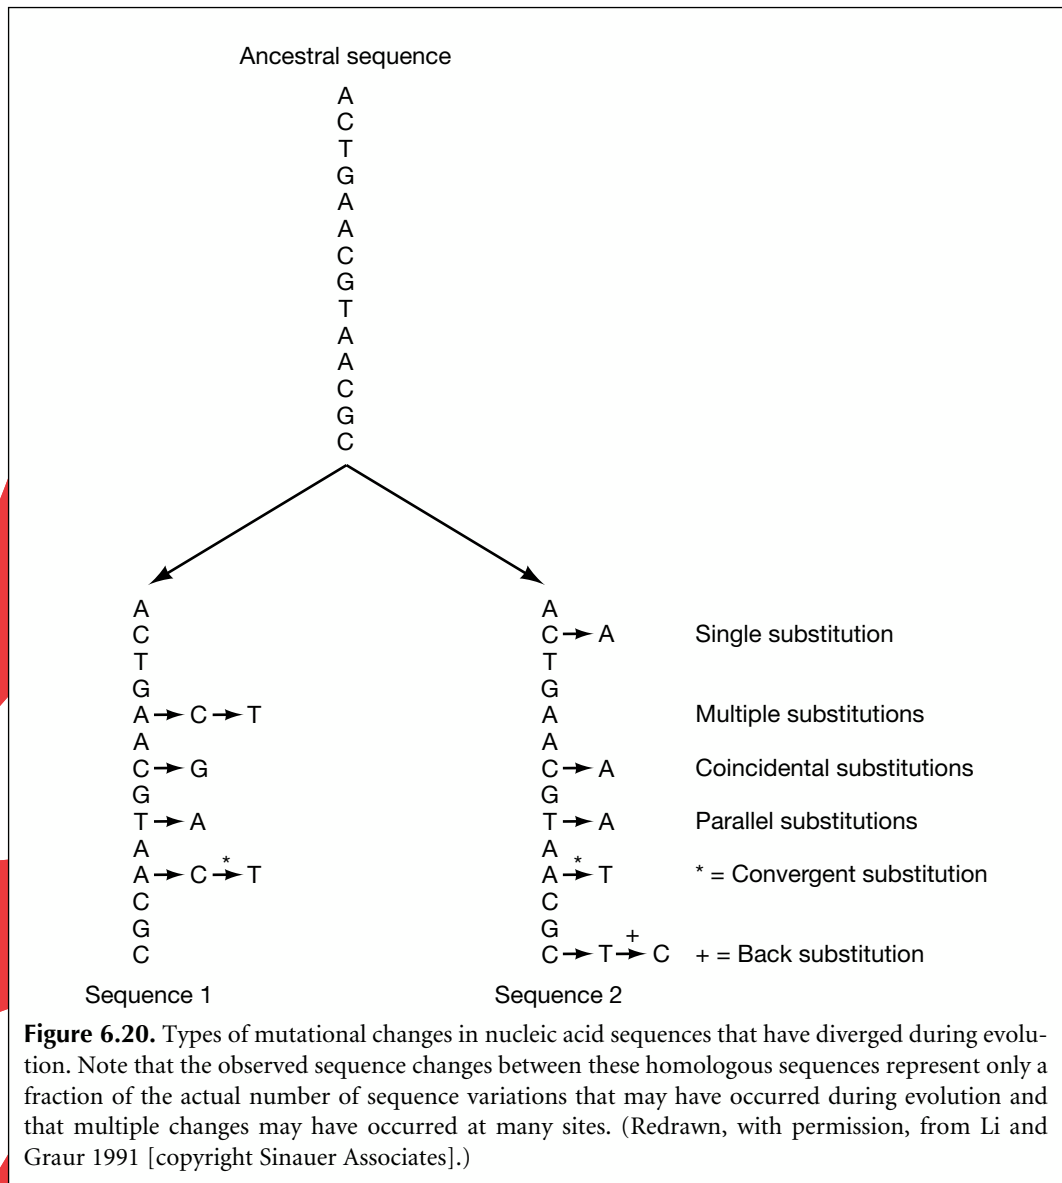 Ancestral sequence
A
C
T
G
A
A
C
G
T
A
A
C
G
C
A A
C C → A Single substitution
T T
G G
A → C → T A Multiple substitutions
A A
C → G C → A Coincidental substitutions
G G
T → A T → A Parallel substitutions
A A
A → C *→ T A *→ T * = Convergent substitution
C C
G G
C C → T +→ C + = Back substitution
Sequence 1 Sequence 2
Figure 6.20. Types of mutational changes in nucleic acid sequences that have diverged during evolu-
tion. Note that the observed sequence changes between these homologous sequences represent only a
fraction of the actual number of sequence variations that may have occurred during evolution and
that multiple changes may have occurred at many sites. (Redrawn, with permission, from Li and
Graur 1991 [copyright Sinauer Associates].)